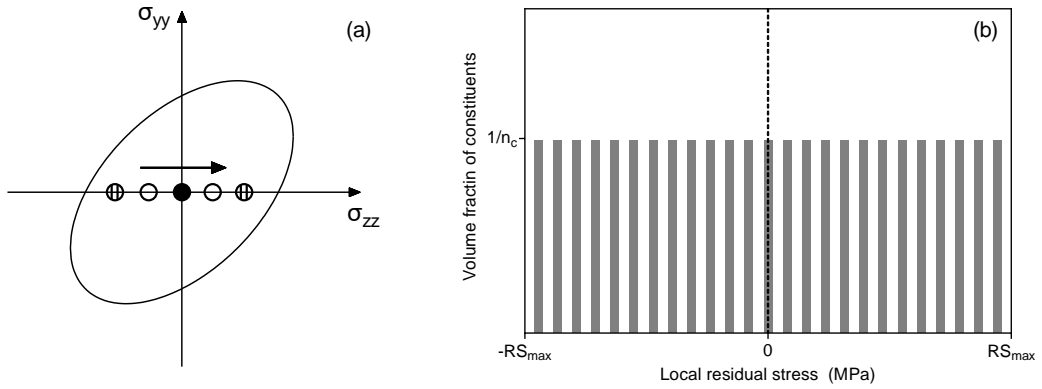 σyy
(a)
σzz
(b)
Volume fractin of constituents
1/nc
-RSmax
0
RSmax
Local residual stress (MPa)